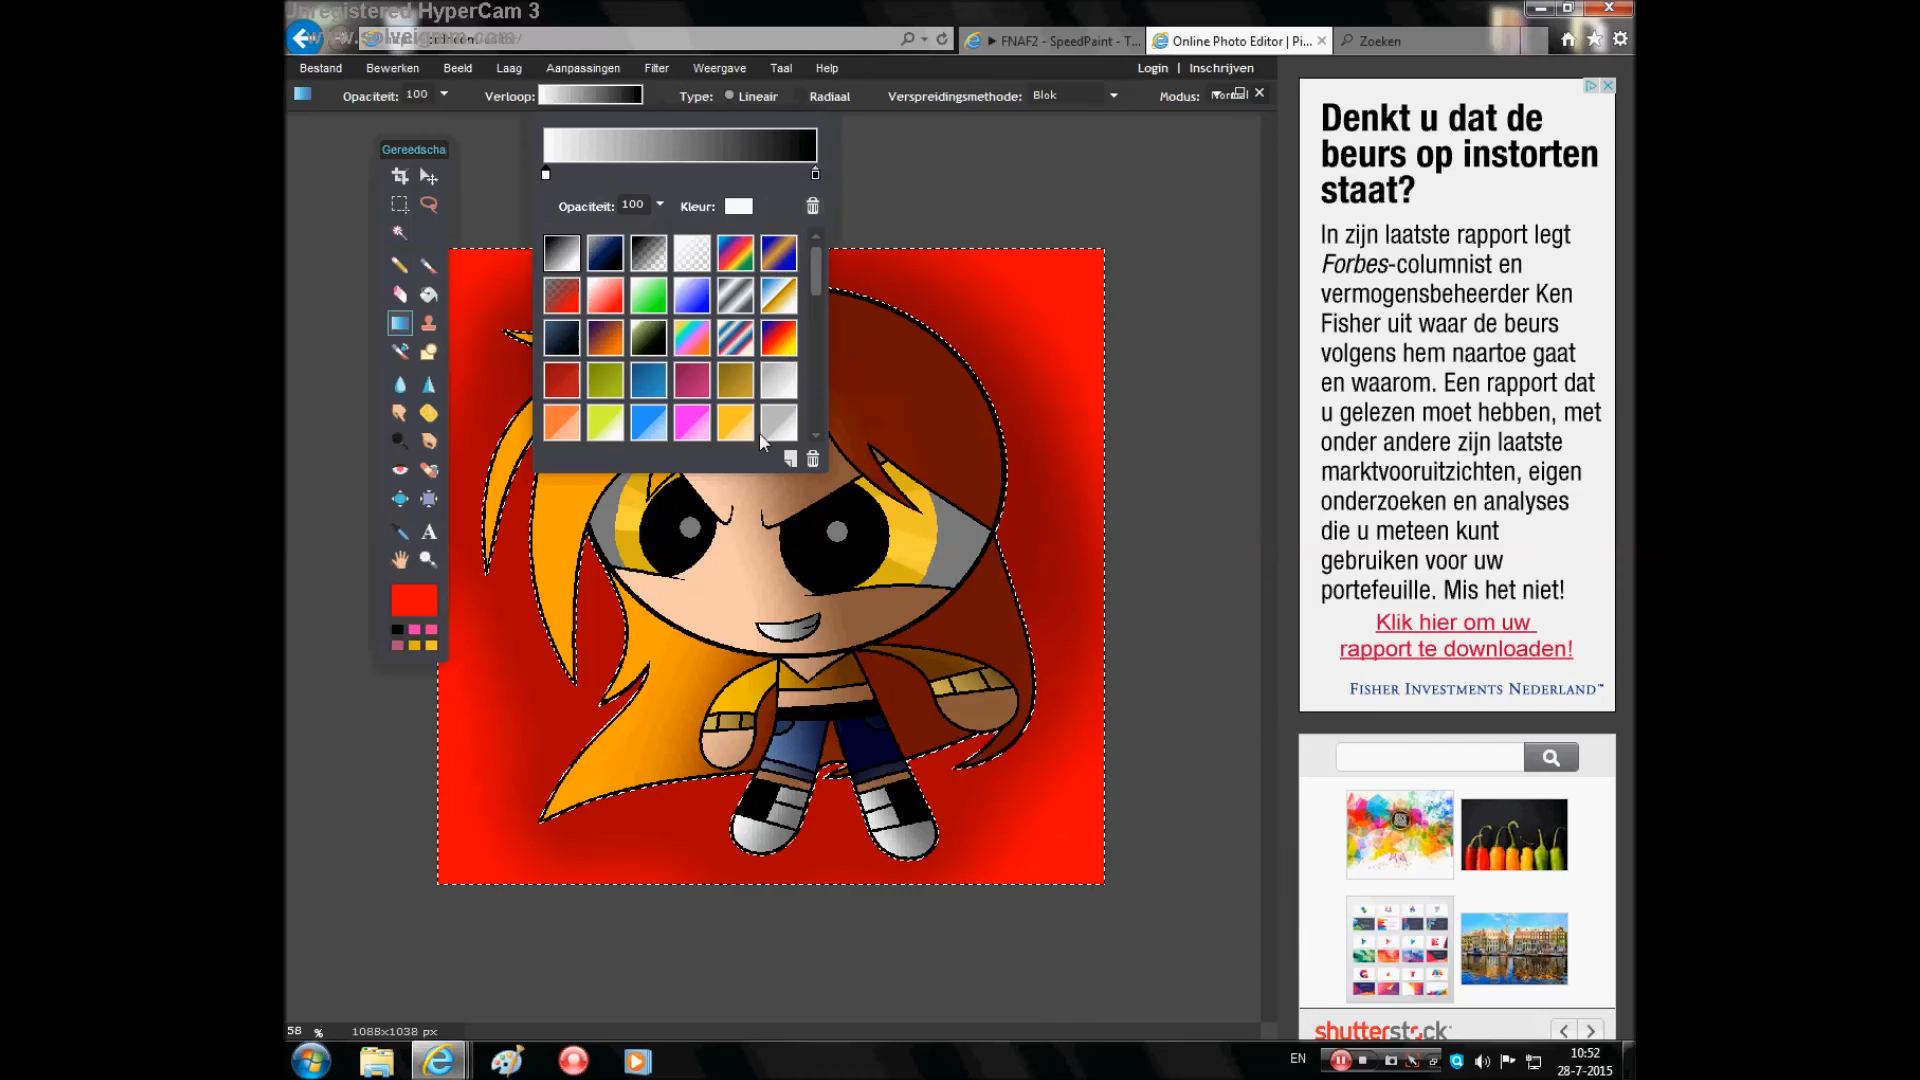 Unregistered HyperCam 3
www.solveigmm.com
FNAF2 - SpeedPaint - T...
Online Photo Editor | Pi...
Zoeken
Bestand
Bewerken
Beeld
Laag
Aanpassingen
Filter
Weergave
Taal
Help
Login | Inschrijven
Opaciteit: 100
Verloop:
Type:
Lineair
Radiaal
Verspreidingsmethode: Blok
Modus:
Gereedscha
Opaciteit: 100
Kleur:
Denkt u dat de
beurs op instorten
staat?
In zijn laatste rapport legt
Forbes-columnist en
vermogensbeheerder Ken
Fisher uit waar de beurs
volgens hem naartoe gaat
en waarom. Een rapport dat
u gelezen moet hebben, met
onder andere zijn laatste
marktvooruitzichten, eigen
onderzoeken en analyses
die u meteen kunt
gebruiken voor uw
portefeuille. Mis het niet!
Klik hier om uw
rapport te downloaden!
FISHER INVESTMENTS NEDERLAND™
shutterstock
58 %
1088x1038 px
EN
10:52
28-7-2015